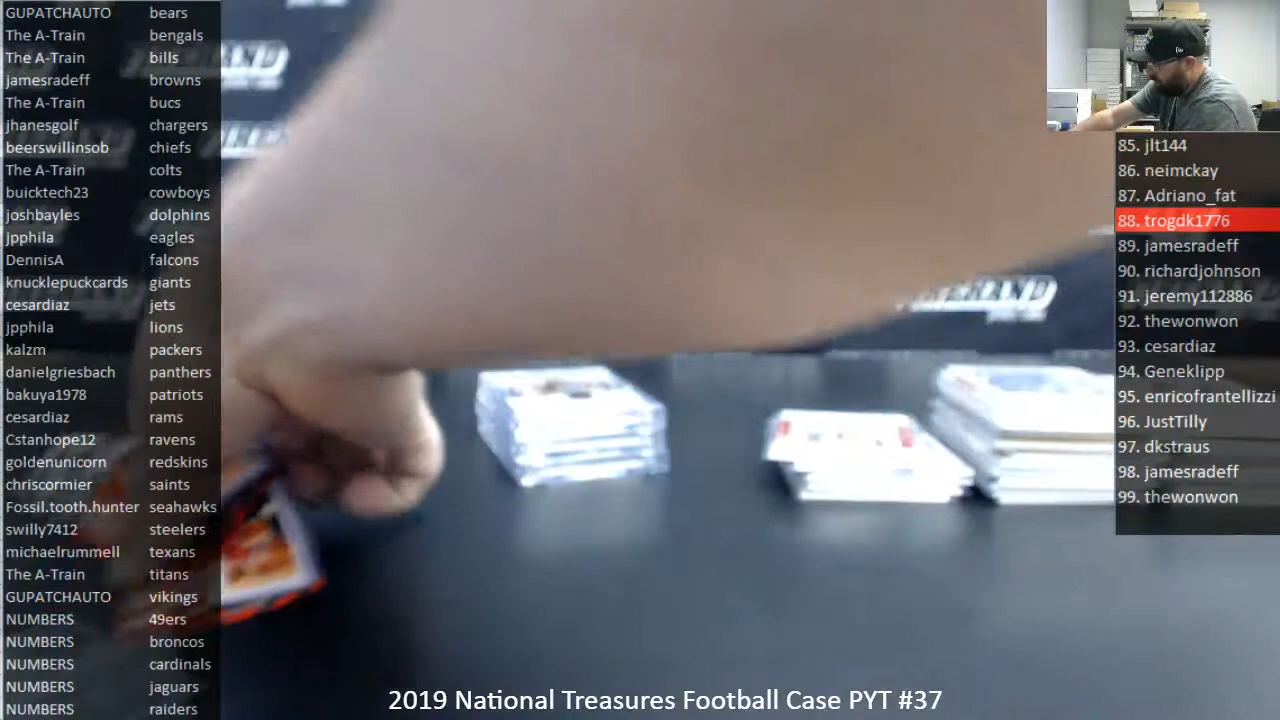 GUPATCHAUTO bears
The A-Train bengals
The A-Train bills
jamesradeff browns
The A-Train bucs
jhanesgolf chargers
beerswillinsob chiefs
The A-Train colts
buicktech23 cowboys
joshbayles dolphins
jpphila eagles
DennisA falcons
knucklepuckcards giants
cesardiaz jets
jpphila lions
kalzm packers
danielgriesbach panthers
bakuya1978 patriots
cesardiaz rams
Cstanhope12 ravens
goldenunicorn redskins
chriscormier saints
Fossil.tooth.hunter seahawks
swilly7412 steelers
michaelrummell texans
The A-Train titans
GUPATCHAUTO vikings
NUMBERS 49ers
NUMBERS broncos
NUMBERS cardinals
NUMBERS jaguars
NUMBERS raiders
85. jlt144
86. neimckay
87. Adriano_fat
88. trogdk1776
89. jamesradeff
90. richardjohnson
91. jeremy112886
92. thewonwon
93. cesardiaz
94. Geneklipp
95. enricofrantellizzi
96. JustTilly
97. dkstraus
98. jamesradeff
99. thewonwon
2019 National Treasures Football Case PYT #37